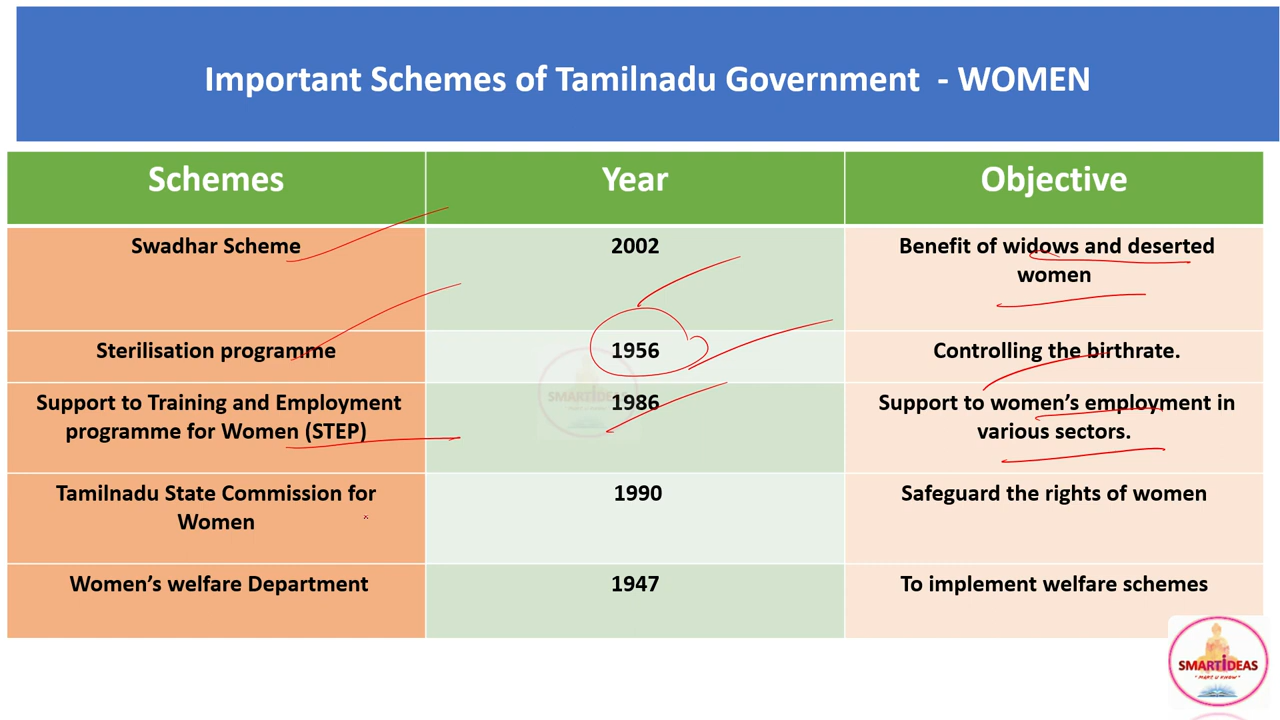 Important Schemes of Tamilnadu Government - WOMEN
Schemes Year Objective
Swadhar Scheme 2002 Benefit of widows and deserted
women
Sterilisation programme 1956 Controlling the birthrate.
Support to Training and Employment 1986 Support to women's employment in
programme for Women (STEP) various sectors.
Tamilnadu State Commission for 1990 Safeguard the rights of women
Women
Women's welfare Department 1947 To implement welfare schemes
SMARTIDEAS
SMARTiDEAS
"MAKE U KNOW"